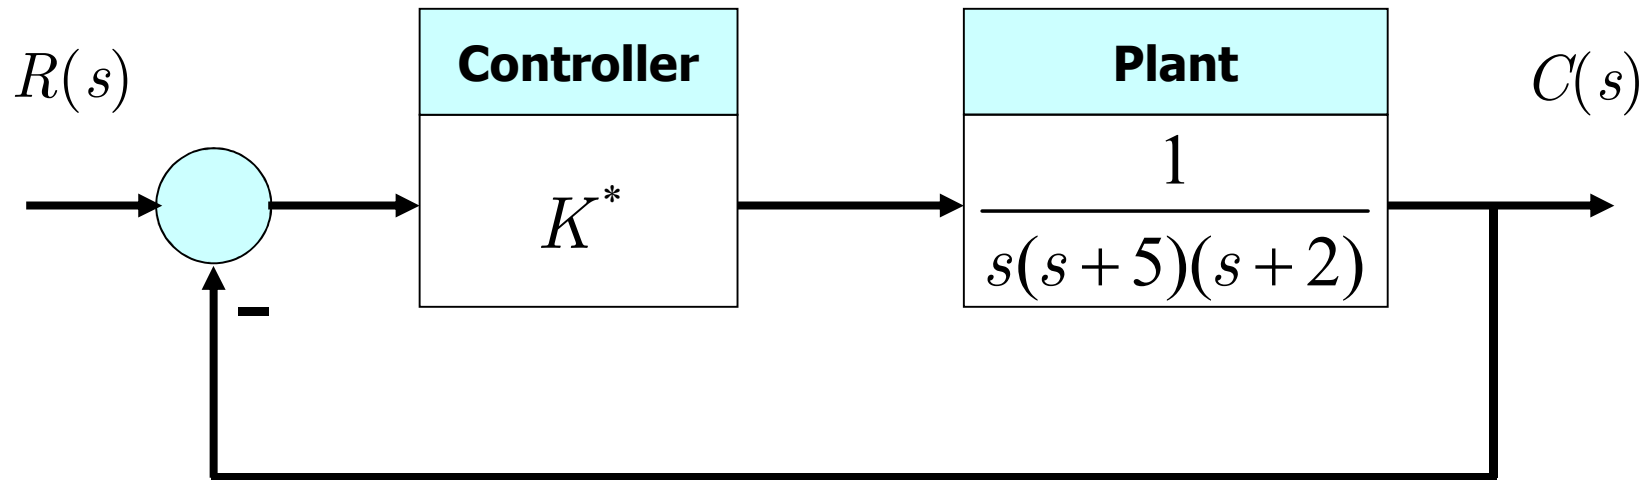 R(s)
Controller
Plant
C(s)
K*
1
s(s+5)(s+2)
-